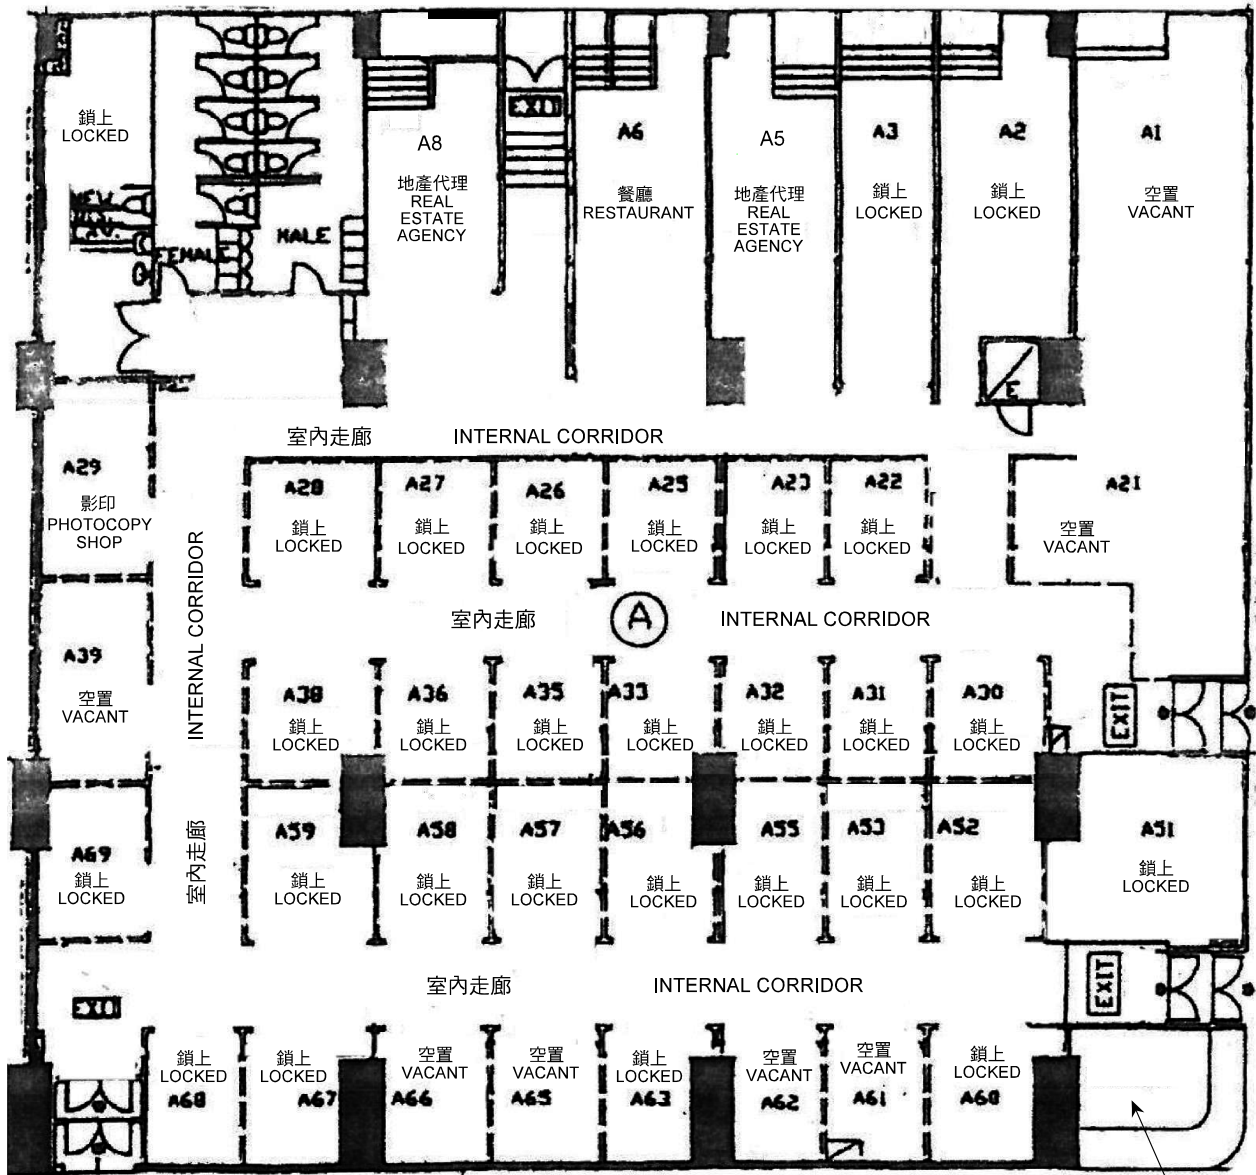 鎖上
LOCKED
FEMALE
MALE
A8
地產代理
REAL
ESTATE
AGENCY
EXIT
A6
餐廳
RESTAURANT
A5
地產代理
REAL
ESTATE
AGENCY
A3
鎖上
LOCKED
A2
鎖上
LOCKED
A1
空置
VACANT
E
室內走廊 INTERNAL CORRIDOR
A29
影印
PHOTOCOPY
SHOP
A28
鎖上
LOCKED
A27
鎖上
LOCKED
A26
鎖上
LOCKED
A25
鎖上
LOCKED
A23
鎖上
LOCKED
A22
鎖上
LOCKED
A21
空置
VACANT
室內走廊
INTERNAL CORRIDOR
室內走廊 A INTERNAL CORRIDOR
A39
空置
VACANT
A38
鎖上
LOCKED
A36
鎖上
LOCKED
A35
鎖上
LOCKED
A33
鎖上
LOCKED
A32
鎖上
LOCKED
A31
鎖上
LOCKED
A30
鎖上
LOCKED
EXIT
A69
鎖上
LOCKED
A59
鎖上
LOCKED
A58
鎖上
LOCKED
A57
鎖上
LOCKED
A56
鎖上
LOCKED
A55
鎖上
LOCKED
A53
鎖上
LOCKED
A52
鎖上
LOCKED
A51
鎖上
LOCKED
室內走廊 INTERNAL CORRIDOR
EXIT
EXIT
鎖上
LOCKED
A68
鎖上
LOCKED
A67
空置
VACANT
A66
空置
VACANT
A65
鎖上
LOCKED
A63
空置
VACANT
A62
空置
VACANT
A61
鎖上
LOCKED
A60